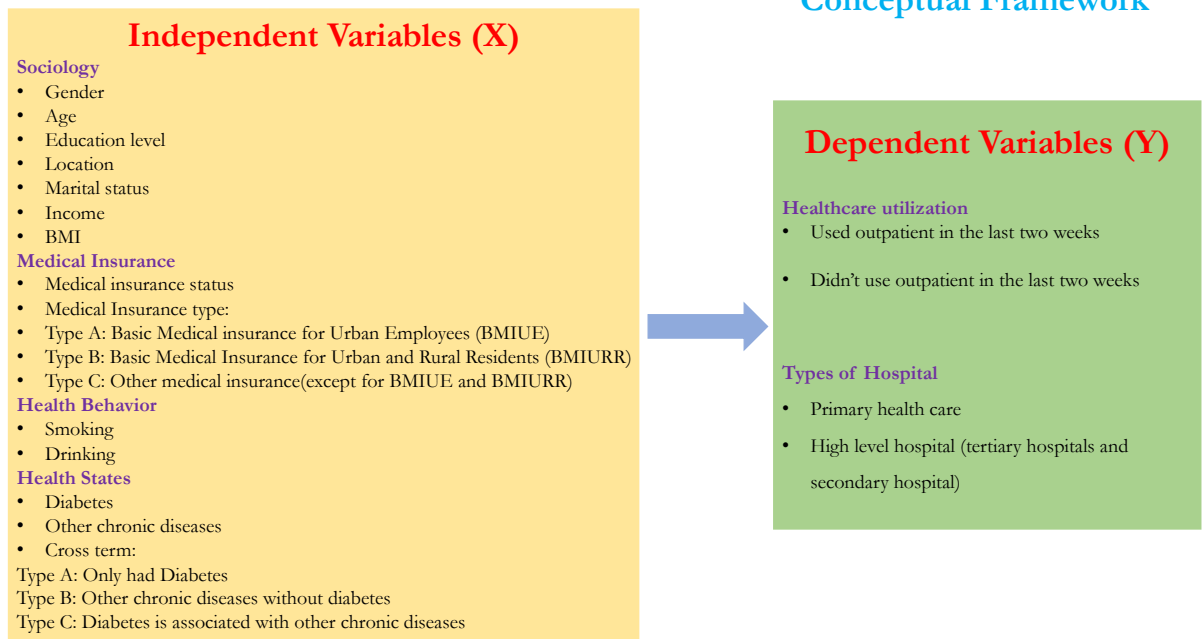 Conceptual Framework
Independent Variables (X)
Sociology
• Gender
• Age
• Education level
• Location
• Marital status
• Income
• BMI
Medical Insurance
• Medical insurance status
• Medical Insurance type:
• Type A: Basic Medical insurance for Urban Employees (BMIUE)
• Type B: Basic Medical Insurance for Urban and Rural Residents (BMIURR)
• Type C: Other medical insurance(except for BMIUE and BMIURR)
Health Behavior
• Smoking
• Drinking
Health States
• Diabetes
• Other chronic diseases
• Cross term:
Type A: Only had Diabetes
Type B: Other chronic diseases without diabetes
Type C: Diabetes is associated with other chronic diseases
Dependent Variables (Y)
Healthcare utilization
• Used outpatient in the last two weeks
• Didn’t use outpatient in the last two weeks
Types of Hospital
• Primary health care
• High level hospital (tertiary hospitals and
secondary hospital)